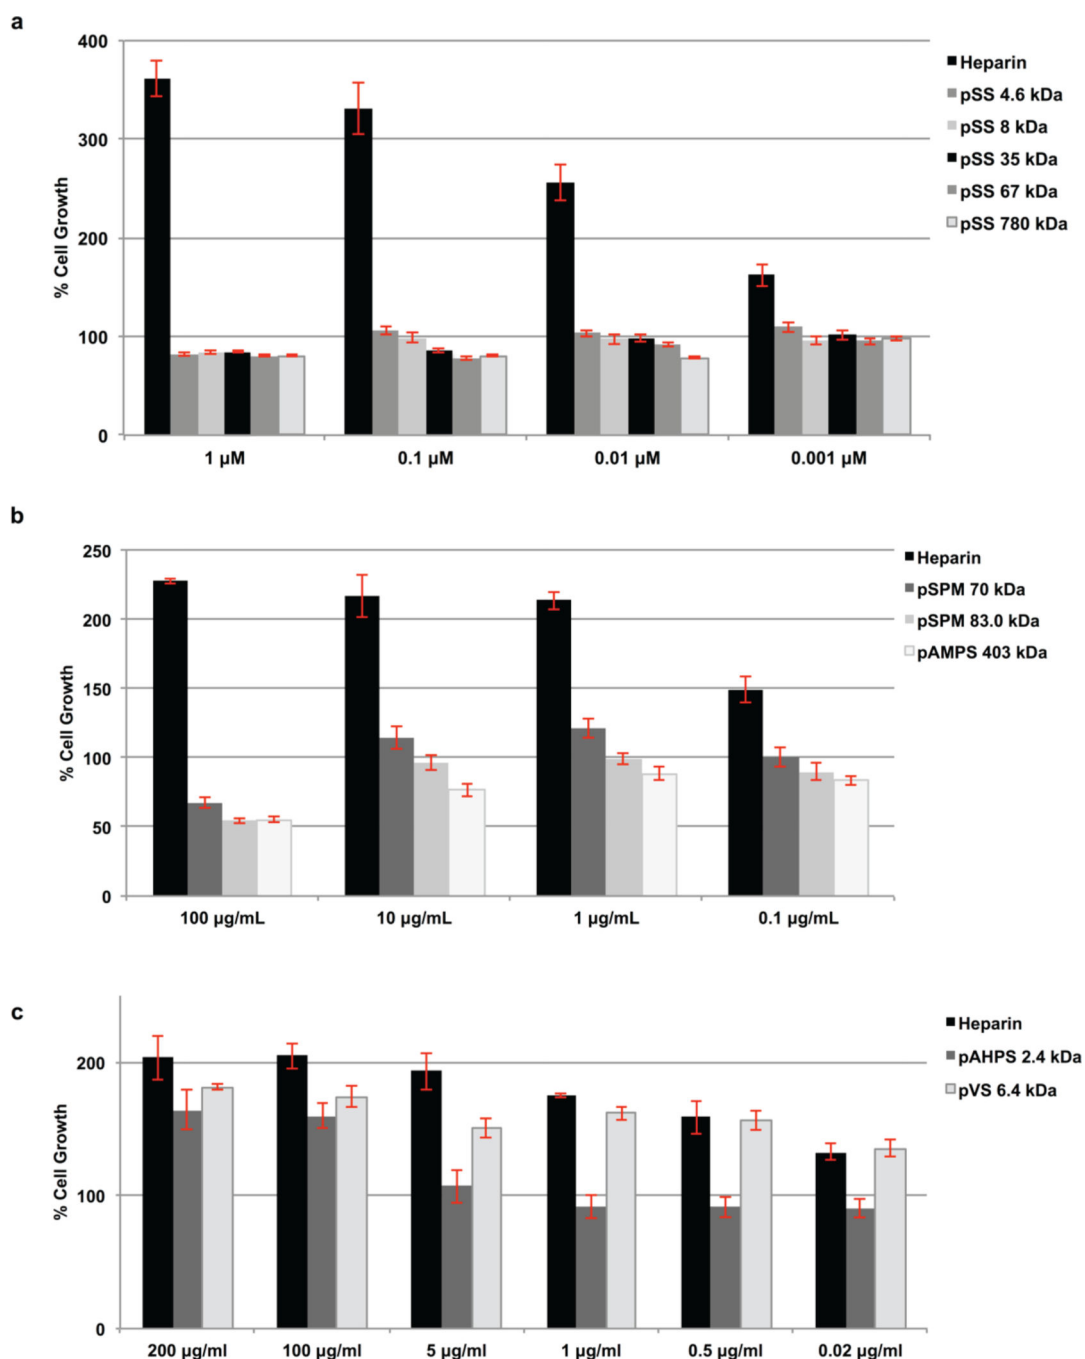 a
400
300
200
100
0
% Cell Growth
1 µM
0.1 µM
0.01 µM
0.001 µM
Heparin
pSS 4.6 kDa
pSS 8 kDa
pSS 35 kDa
pSS 67 kDa
pSS 780 kDa
b
250
200
150
100
50
0
% Cell Growth
100 µg/mL
10 µg/mL
1 µg/mL
0.1 µg/mL
Heparin
pSPM 70 kDa
pSPM 83.0 kDa
pAMPS 403 kDa
c
200
100
0
% Cell Growth
200 µg/ml
100 µg/ml
5 µg/ml
1 µg/ml
0.5 µg/ml
0.02 µg/ml
Heparin
pAHPS 2.4 kDa
pVS 6.4 kDa